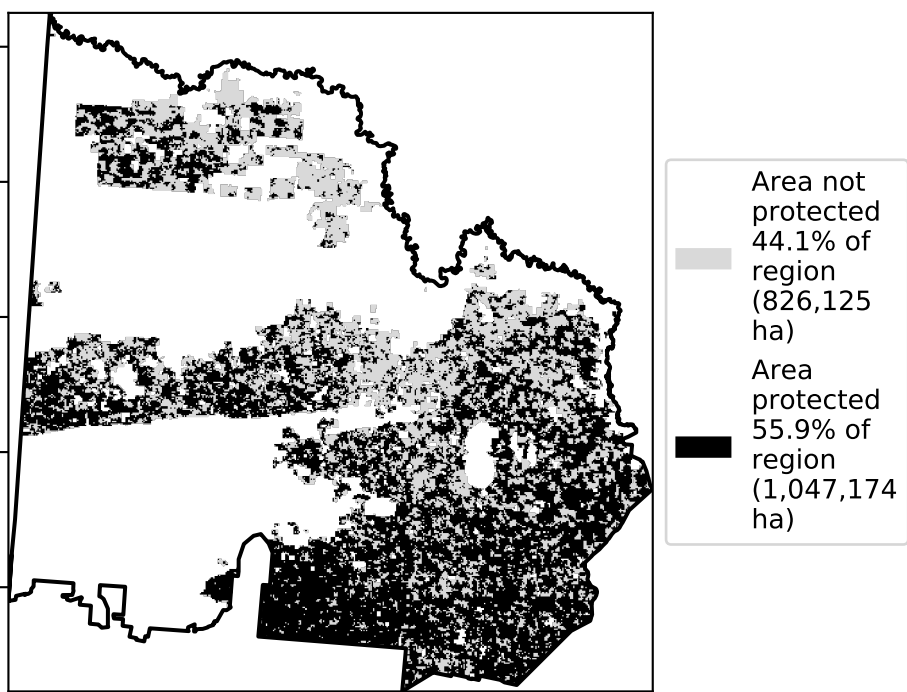 Area not
protected
44.1% of
region
(826,125
ha)
Area
protected
55.9% of
region
(1,047,174
ha)